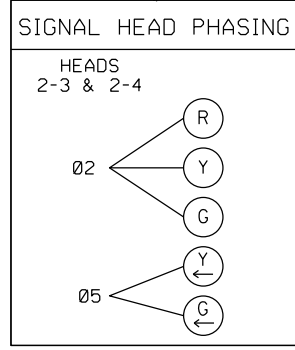 SIGNAL HEAD PHASING
HEADS
2-3 & 2-4
R
Ø2
Y
G
Y
←
Ø5
G
←